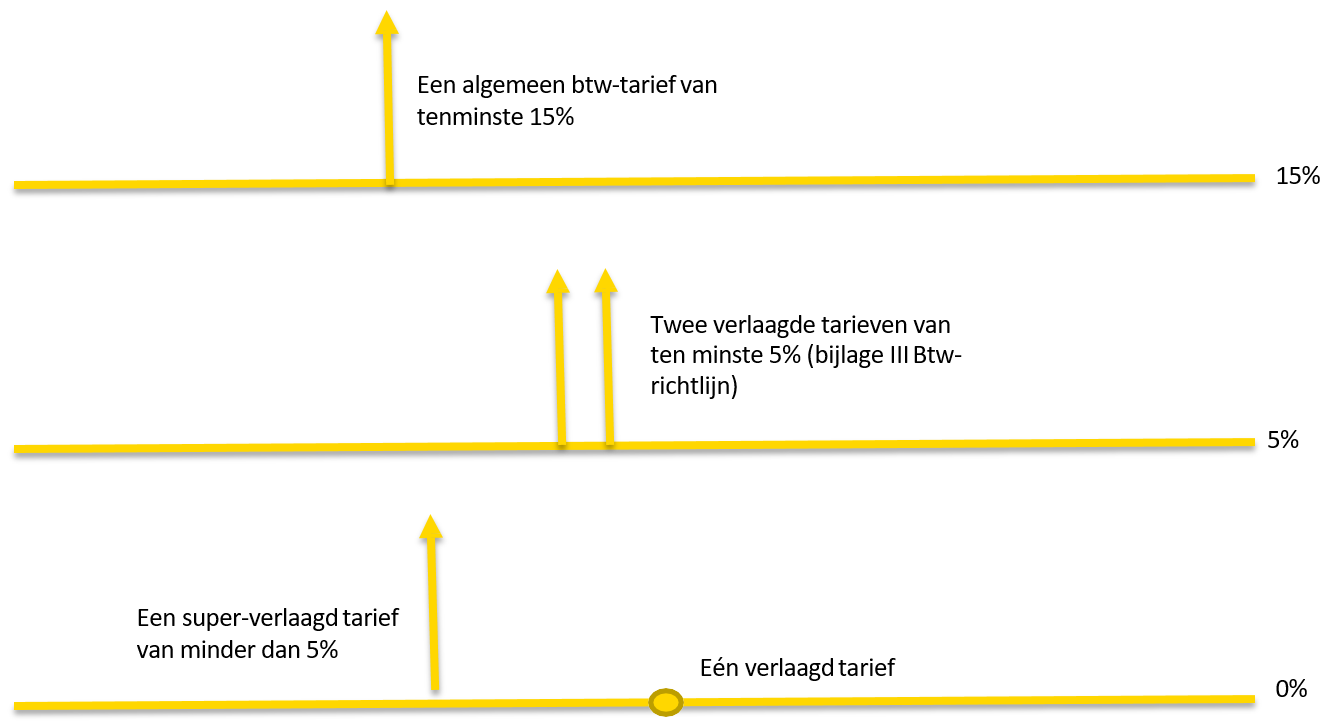 Een algemeen btw-tarief van
tenminste 15%
15%
Twee verlaagde tarieven van
ten minste 5% (bijlage III Btw-
richtlijn)
5%
Een super-verlaagd tarief
van minder dan 5%
Eén verlaagd tarief
0%